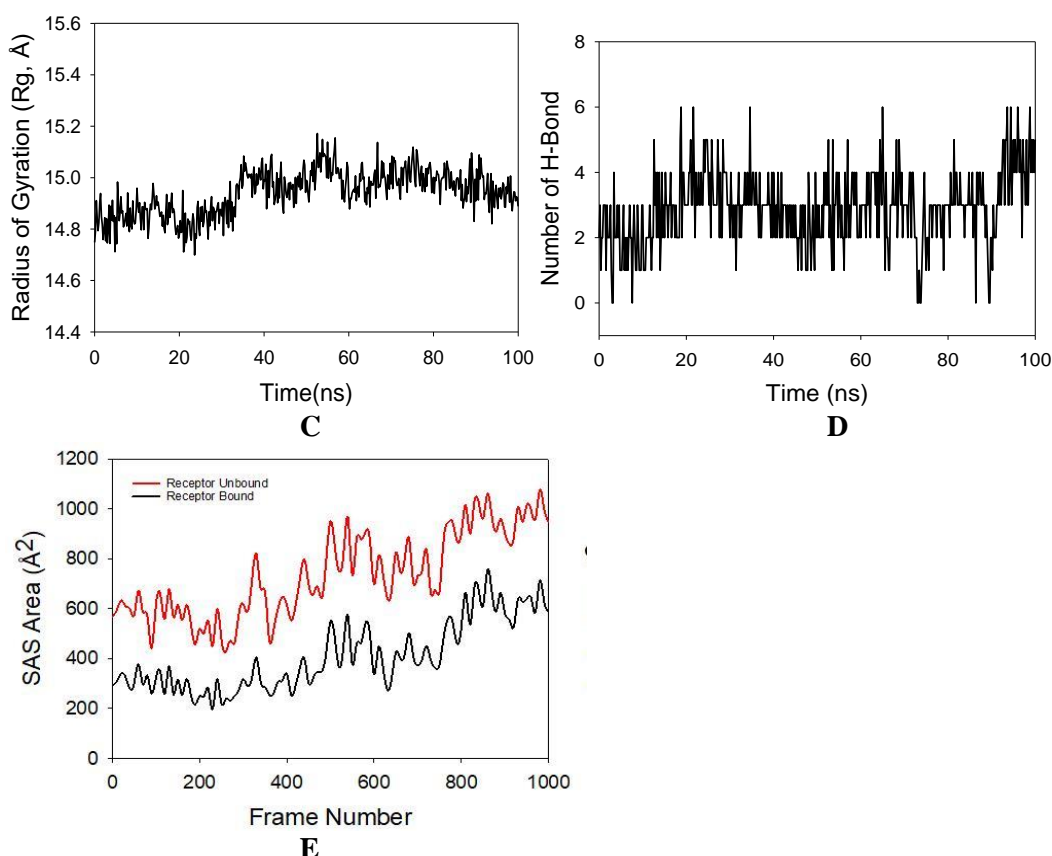 Radius of Gyration (Rg, Å)
15.6
15.4
15.2
15.0
14.8
14.6
14.4
0 20 40 60 80 100
Time(ns)
C
Number of H-Bond
8
6
4
2
0
0 20 40 60 80 100
Time (ns)
D
SAS Area (Å²)
1200
1000
800
600
400
200
0
Receptor Unbound
Receptor Bound
0 200 400 600 800 1000
Frame Number
E